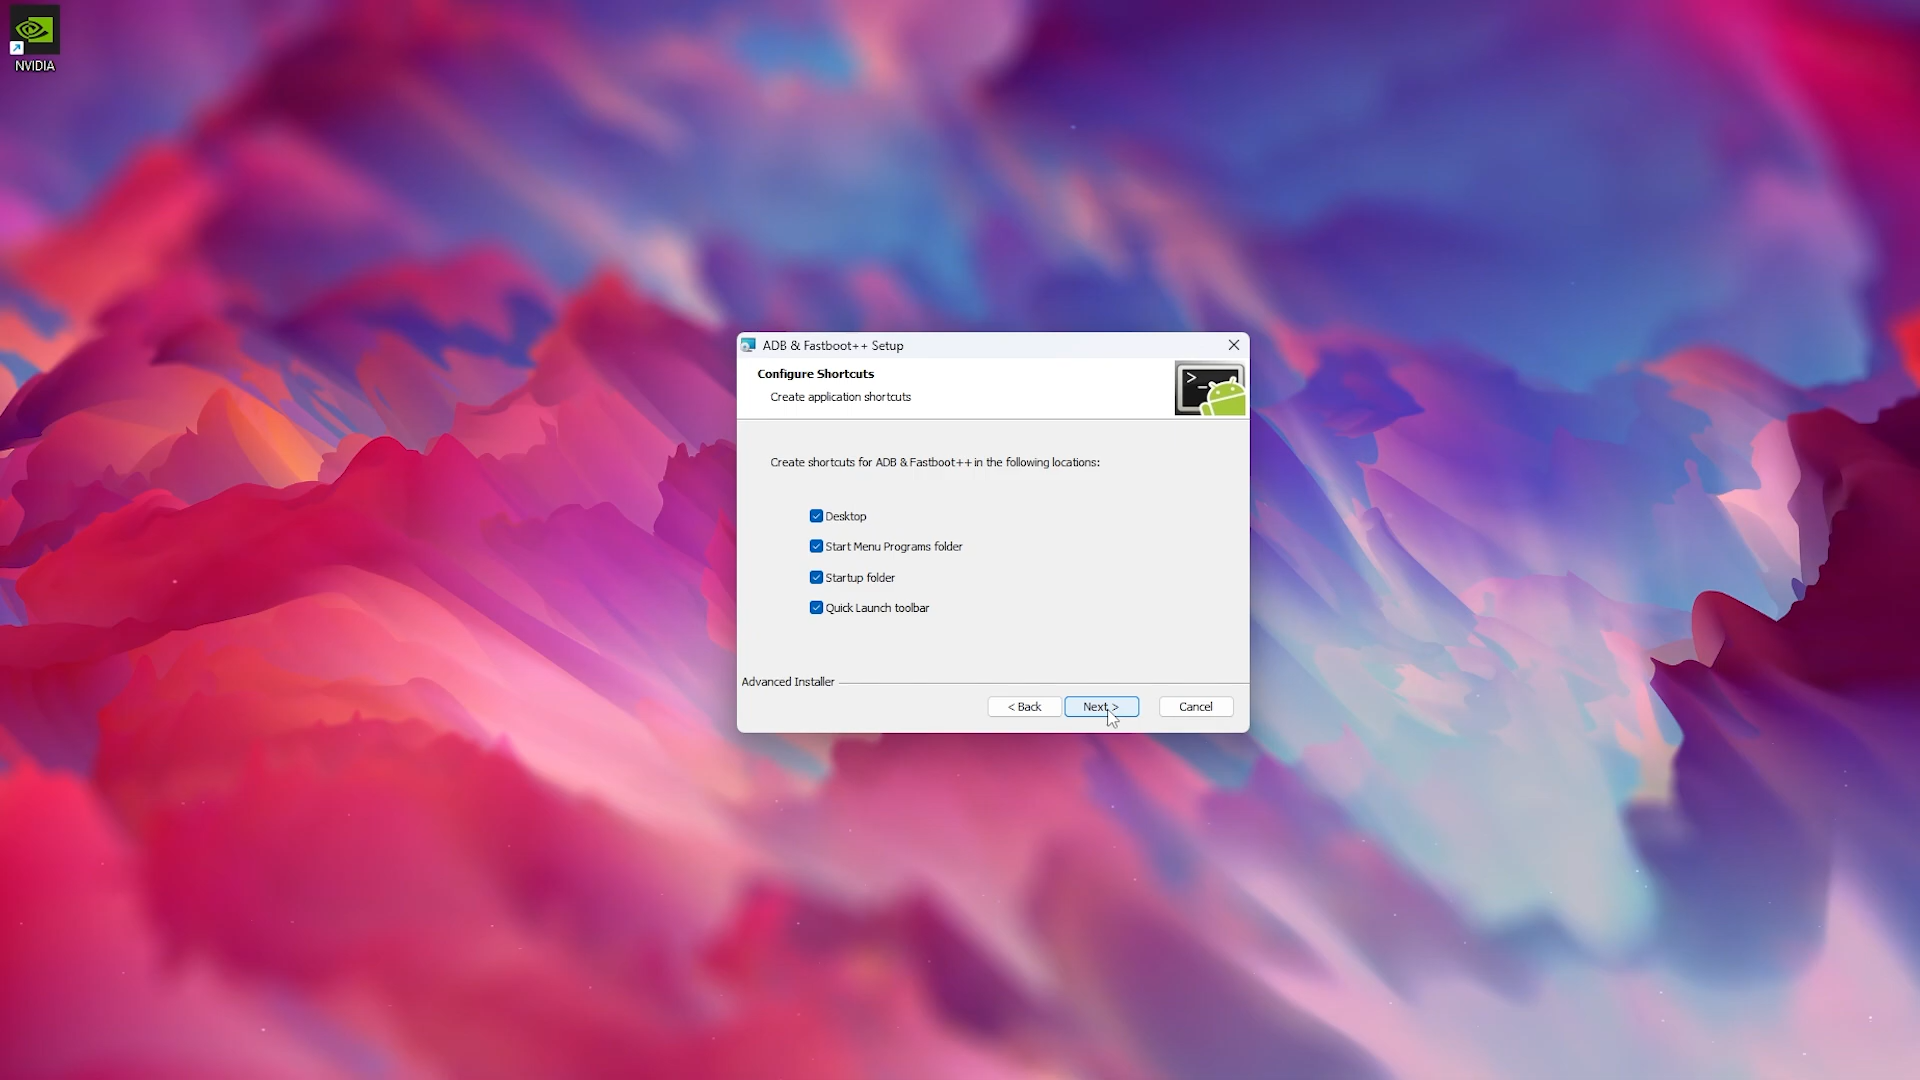 NVIDIA
ADB & Fastboot++ Setup
Configure Shortcuts
Create application shortcuts
>_
Create shortcuts for ADB & Fastboot++ in the following locations:
Desktop
Start Menu Programs folder
Startup folder
Quick Launch toolbar
Advanced Installer
< Back
Next >
Cancel